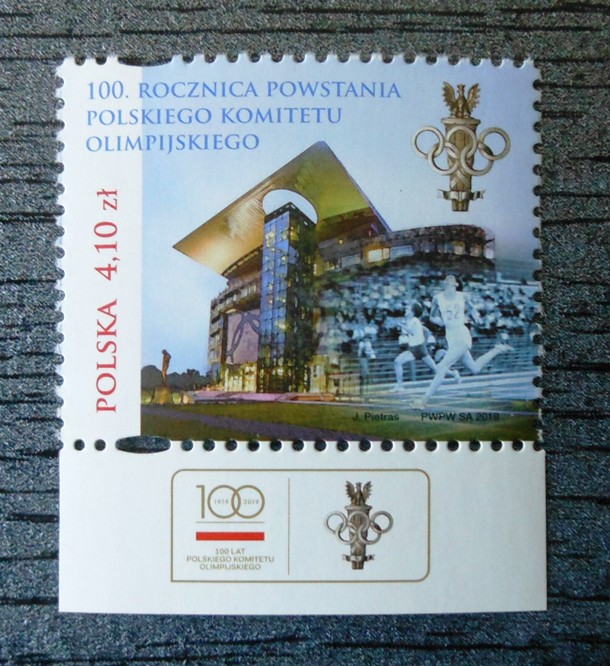 100. ROCZNICA POWSTANIA
POLSKIEGO KOMITETU
OLIMPIJSKIEGO
POLSKA 4,10 zł
J. Pietras PWPW SA 2019
100
1919 2019
100 LAT
POLSKIEGO KOMITETU
OLIMPIJSKIEGO